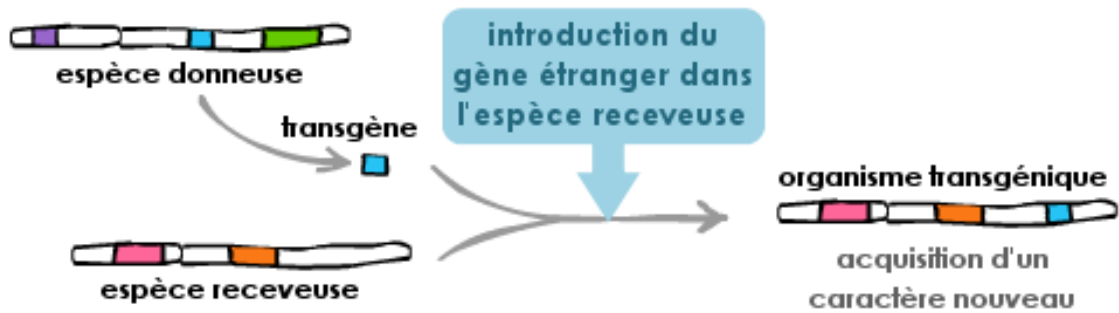 espèce donneuse
transgène
introduction du
gène étranger dans
l'espèce receveuse
espèce receveuse
organisme transgénique
acquisition d'un
caractère nouveau